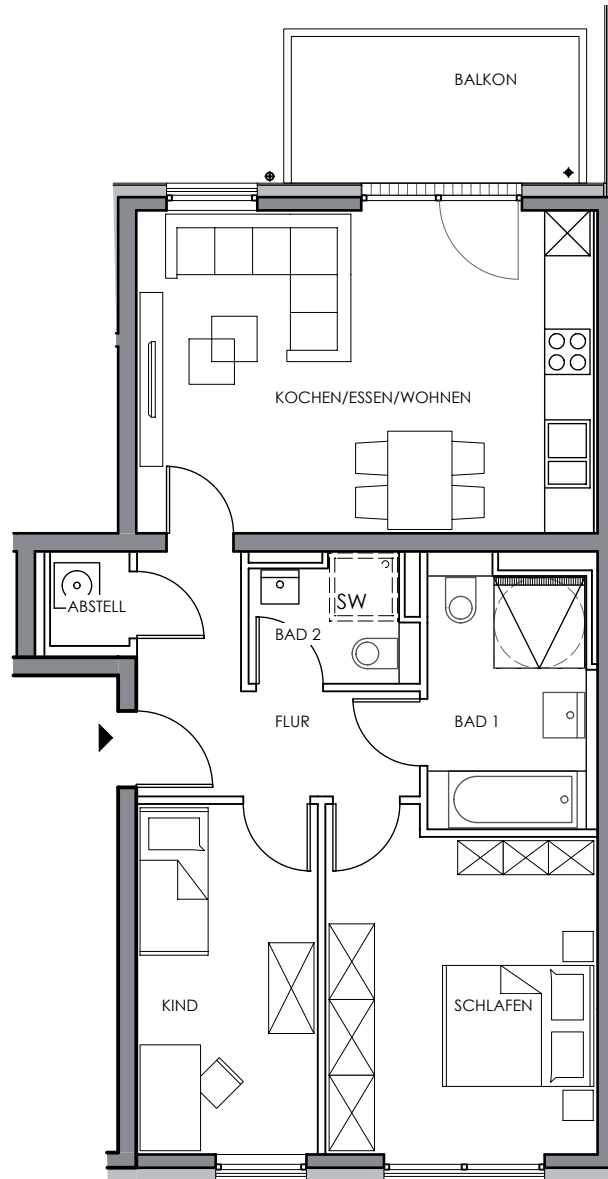 BALKON
KOCHEN/ESSEN/WOHNEN
ABSTELL
SW
BAD 2
FLUR
BAD 1
KIND
SCHLAFEN